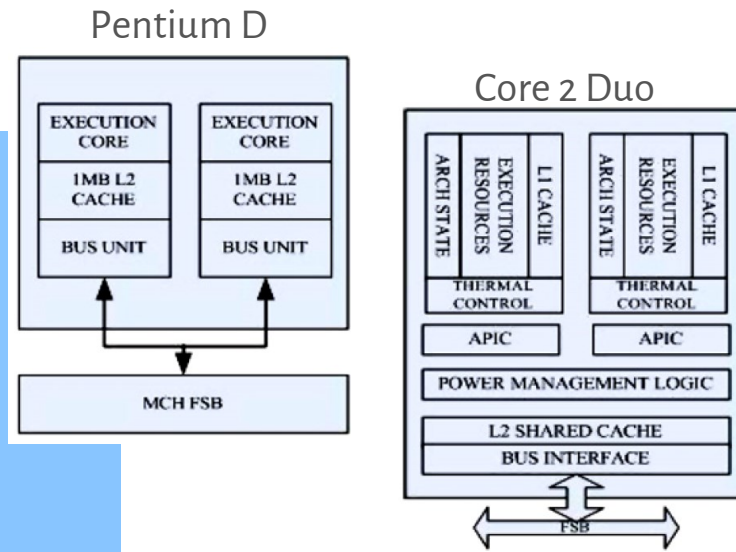 Pentium D
EXECUTION
CORE
1MB L2
CACHE
BUS UNIT
EXECUTION
CORE
1MB L2
CACHE
BUS UNIT
MCH FSB
Core 2 Duo
ARCH STATE
EXECUTION
RESOURCES
L1 CACHE
THERMAL
CONTROL
ARCH STATE
EXECUTION
RESOURCES
L1 CACHE
THERMAL
CONTROL
APIC
APIC
POWER MANAGEMENT LOGIC
L2 SHARED CACHE
BUS INTERFACE
FSB